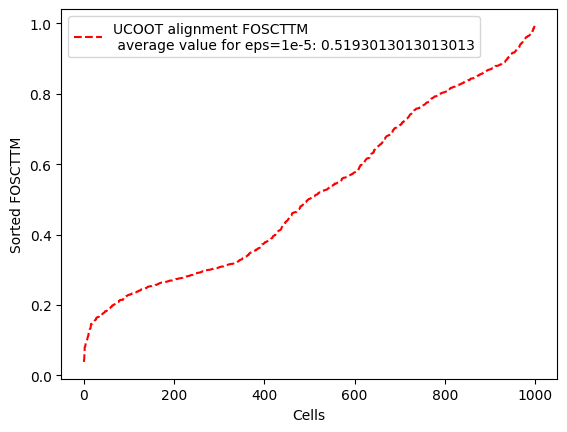 UCOOT alignment FOSCTTM
average value for eps=1e-5: 0.5193013013013013
1.0
0.8
0.6
0.4
0.2
0.0
Sorted FOSCTTM
0 200 400 600 800 1000
Cells